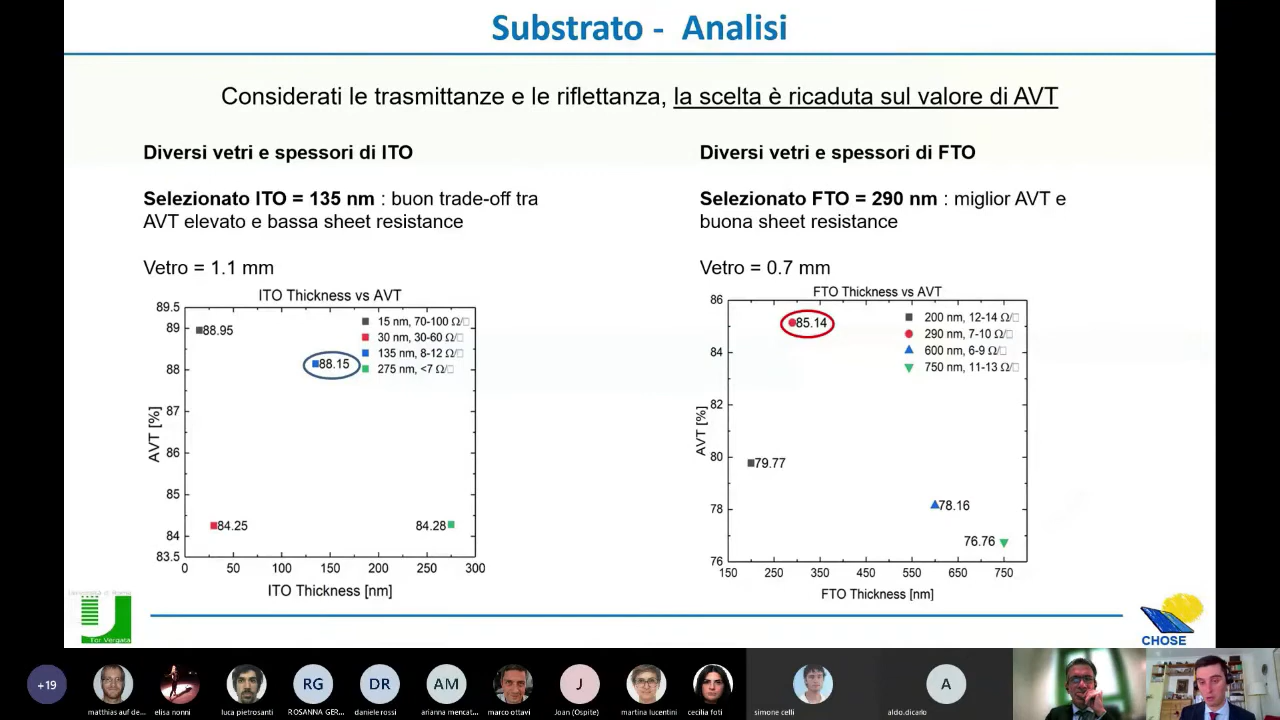 Substrato - Analisi
Considerati le trasmittanze e le riflettanza, la scelta è ricaduta sul valore di AVT
Diversi vetri e spessori di ITO
Selezionato ITO = 135 nm : buon trade-off tra
AVT elevato e bassa sheet resistance
Vetro = 1.1 mm
ITO Thickness vs AVT
89.5
89
88
87
86
85
84
83.5
AVT [%]
88.95
88.15
84.25
84.28
15 nm, 70-100 Ω/□
30 nm, 30-60 Ω/□
135 nm, 8-12 Ω/□
275 nm, <7 Ω/□
0 50 100 150 200 250 300
ITO Thickness [nm]
Diversi vetri e spessori di FTO
Selezionato FTO = 290 nm : miglior AVT e
buona sheet resistance
Vetro = 0.7 mm
FTO Thickness vs AVT
86
84
82
80
78
76
AVT [%]
85.14
79.77
78.16
76.76
200 nm, 12-14 Ω/□
290 nm, 7-10 Ω/□
600 nm, 6-9 Ω/□
750 nm, 11-13 Ω/□
150 250 350 450 550 650 750
FTO Thickness [nm]
Università di Roma
Tor Vergata
CHOSE
+19
RG
DR
AM
J
A
matthias auf de...
elisa nonni
luca pietrosanti
ROSANNA GER...
daniele rossi
arianna mencat...
marco ottavi
Joan (Ospite)
martina lucentini
cecilia foti
simone celli
aldo.dicarlo